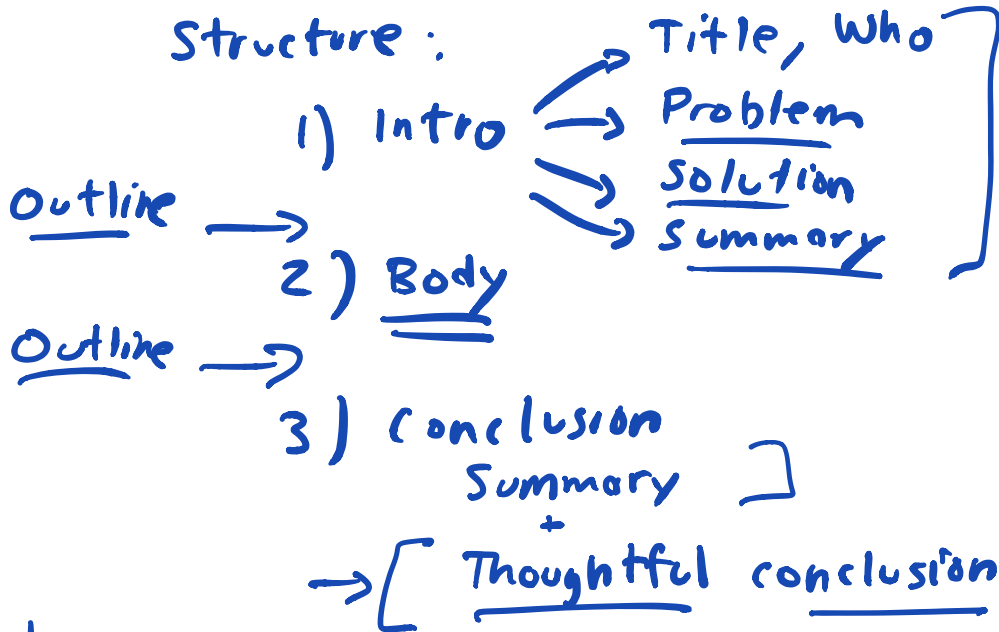 Structure:
Title, Who
1) Intro
Problem
Solution
Summary
Outline
2) Body
Outline
3) Conclusion
Summary
+
Thoughtful conclusion